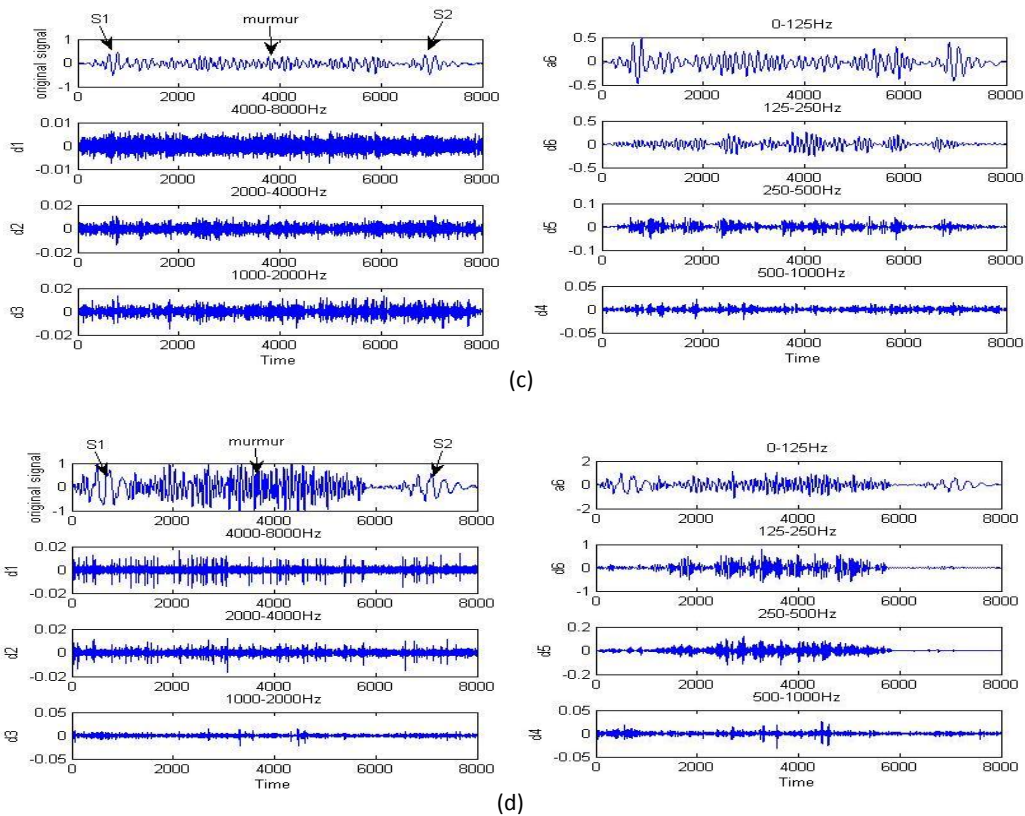 S1 murmur S2
original signal
1
0
-1
0 2000 4000 6000 8000
4000-8000Hz
d1
0.01
0
-0.01
0 2000 4000 6000 8000
2000-4000Hz
d2
0.02
0
-0.02
0 2000 4000 6000 8000
1000-2000Hz
d3
0.02
0
-0.02
0 2000 4000 6000 8000
Time
0-125Hz
a6
0.5
0
-0.5
0 2000 4000 6000 8000
125-250Hz
d6
0.5
0
-0.5
0 2000 4000 6000 8000
250-500Hz
d5
0.1
0
-0.1
0 2000 4000 6000 8000
500-1000Hz
d4
0.05
0
-0.05
0 2000 4000 6000 8000
Time
(c)
S1 murmur S2
original signal
1
0
-1
0 2000 4000 6000 8000
4000-8000Hz
d1
0.02
0
-0.02
0 2000 4000 6000 8000
2000-4000Hz
d2
0.02
0
-0.02
0 2000 4000 6000 8000
1000-2000Hz
d3
0.05
0
-0.05
0 2000 4000 6000 8000
Time
0-125Hz
a6
2
0
-2
0 2000 4000 6000 8000
125-250Hz
d6
1
0
-1
0 2000 4000 6000 8000
250-500Hz
d5
0.2
0
-0.2
0 2000 4000 6000 8000
500-1000Hz
d4
0.05
0
-0.05
0 2000 4000 6000 8000
Time
(d)